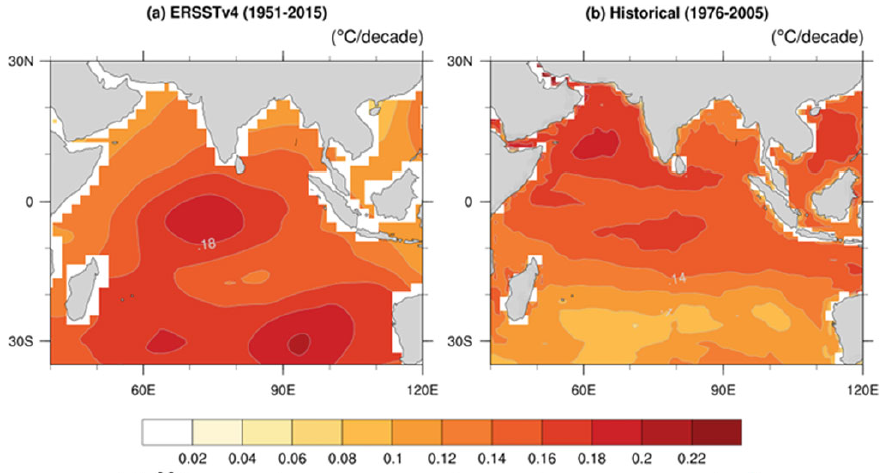 (a) ERSSTv4 (1951-2015)
(°C/decade)
30N
0
30S
.18
60E 90E 120E
(b) Historical (1976-2005)
(°C/decade)
30N
0
30S
.14
60E 90E 120E
0.02 0.04 0.06 0.08 0.1 0.12 0.14 0.16 0.18 0.2 0.22